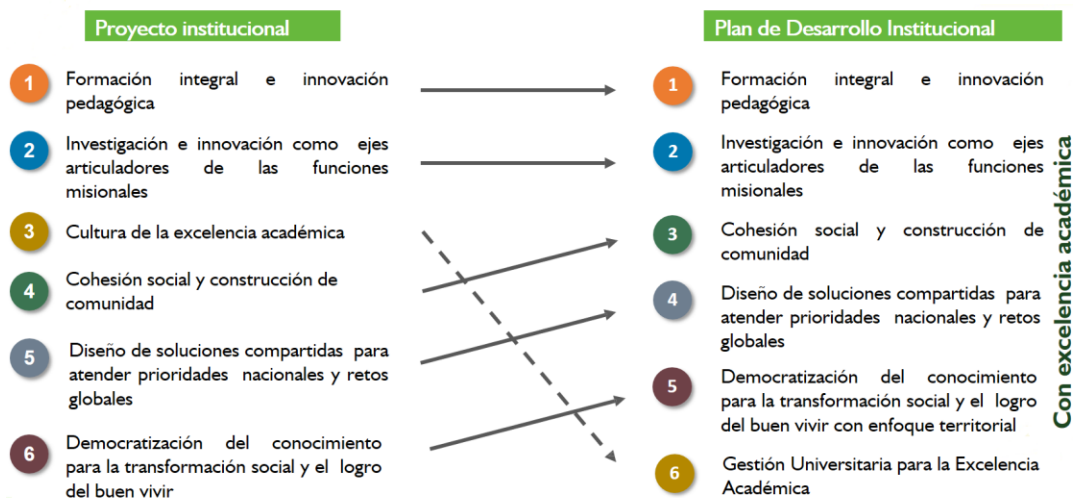 Proyecto institucional
1
Formación integral e innovación
pedagógica
2
Investigación e innovación como ejes
articuladores de las funciones
misionales
3
Cultura de la excelencia académica
4
Cohesión social y construcción de
comunidad
5
Diseño de soluciones compartidas para
atender prioridades nacionales y retos
globales
6
Democratización del conocimiento
para la transformación social y el logro
del buen vivir
Plan de Desarrollo Institucional
1
Formación integral e innovación
pedagógica
2
Investigación e innovación como ejes
articuladores de las funciones
misionales
3
Cohesión social y construcción de
comunidad
4
Diseño de soluciones compartidas para
atender prioridades nacionales y retos
globales
5
Democratización del conocimiento
para la transformación social y el logro
del buen vivir con enfoque territorial
6
Gestión Universitaria para la Excelencia
Académica
Con excelencia académica